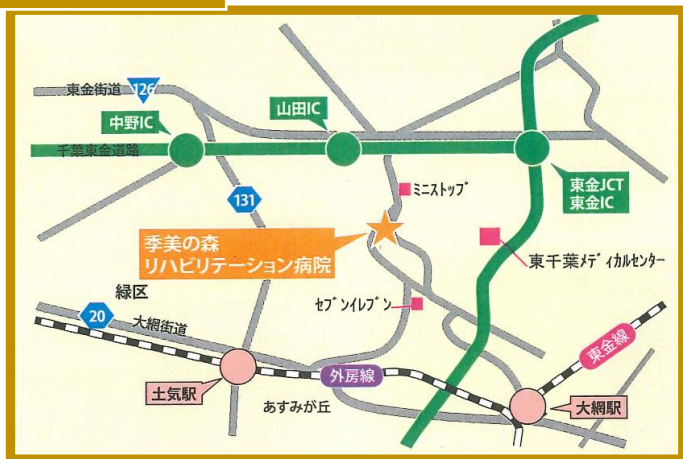 東金街道
126
中野IC
山田IC
千葉東金道路
ミニストップ
131
東金JCT
東金IC
季美の森
リハビリテーション病院
東千葉メディカルセンター
緑区
20
大網街道
セブンイレブン
東金線
外房線
土気駅
あすみが丘
大網駅